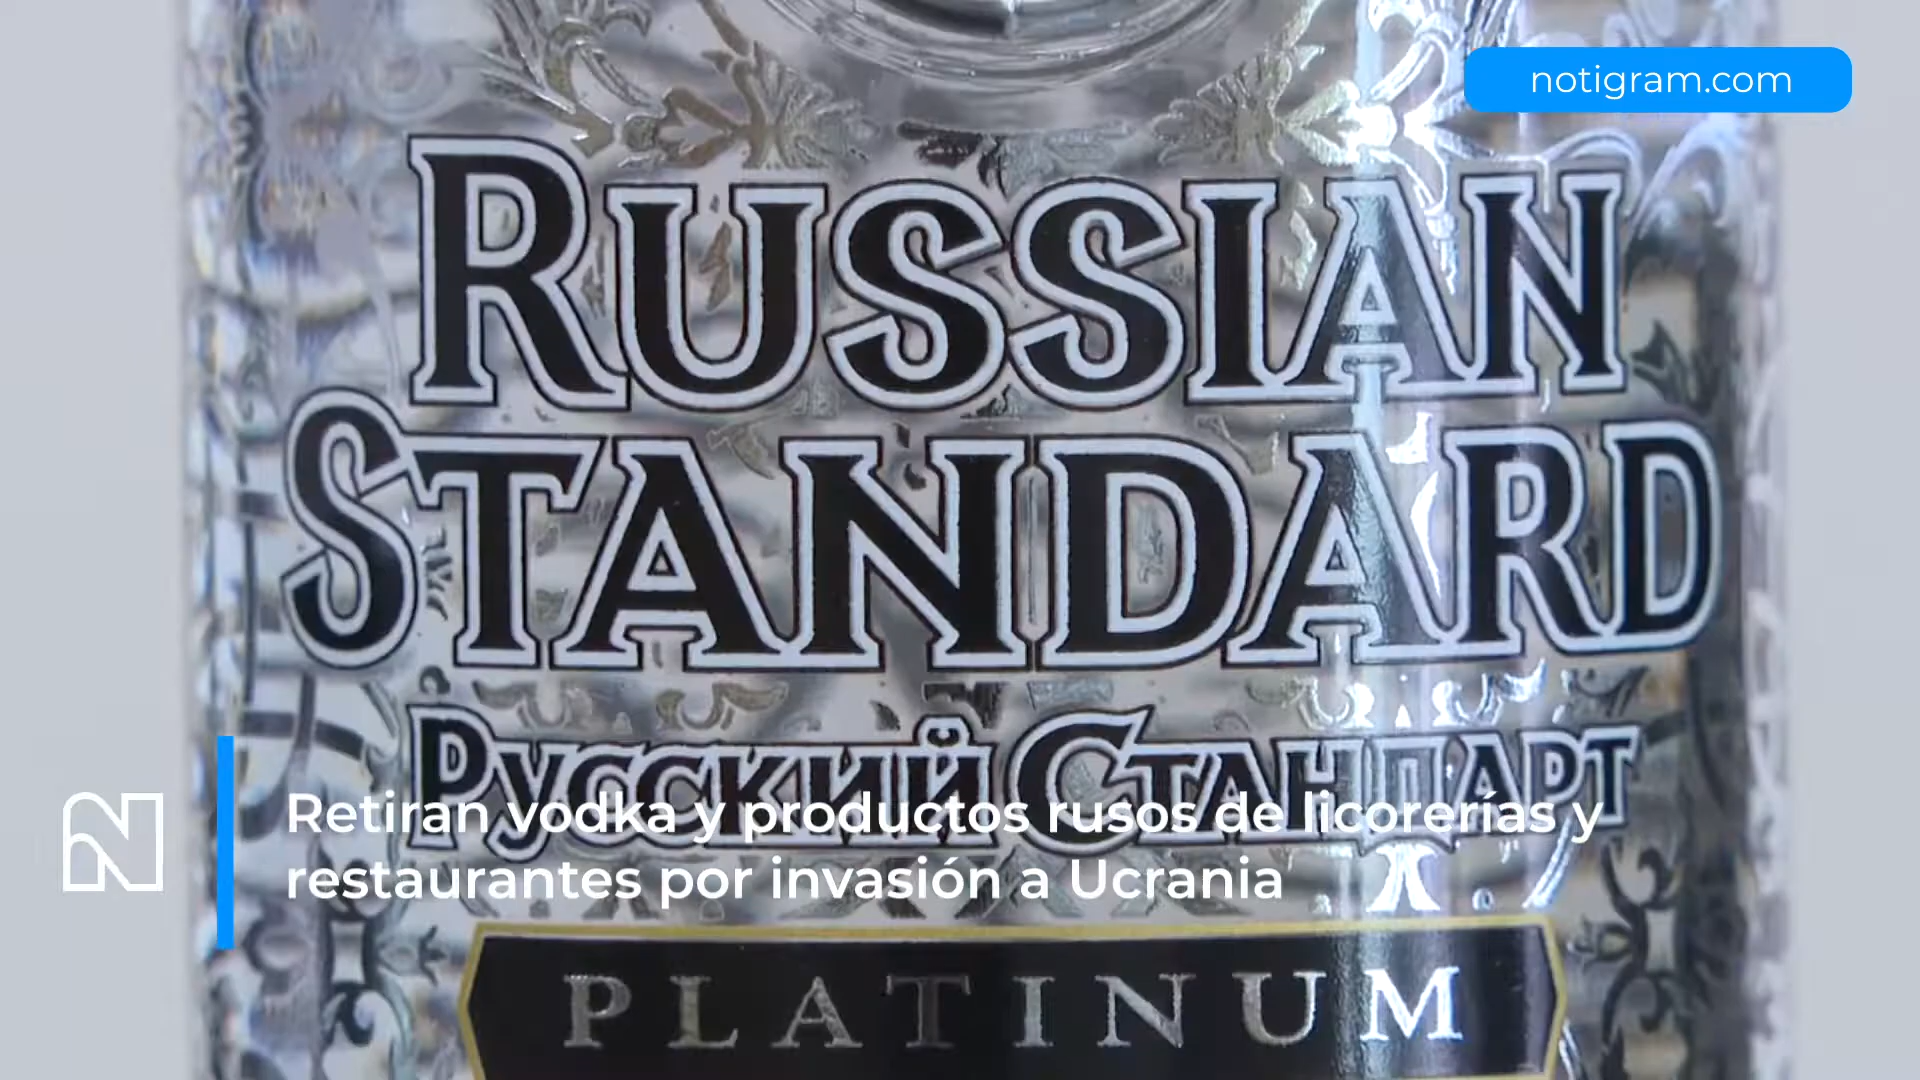 notigram.com
RUSSIAN
STANDARD
РУССКИЙ СТАНДАРТ
Retiran vodka y productos rusos de licorerías y
restaurantes por invasión a Ucrania
PLATINUM